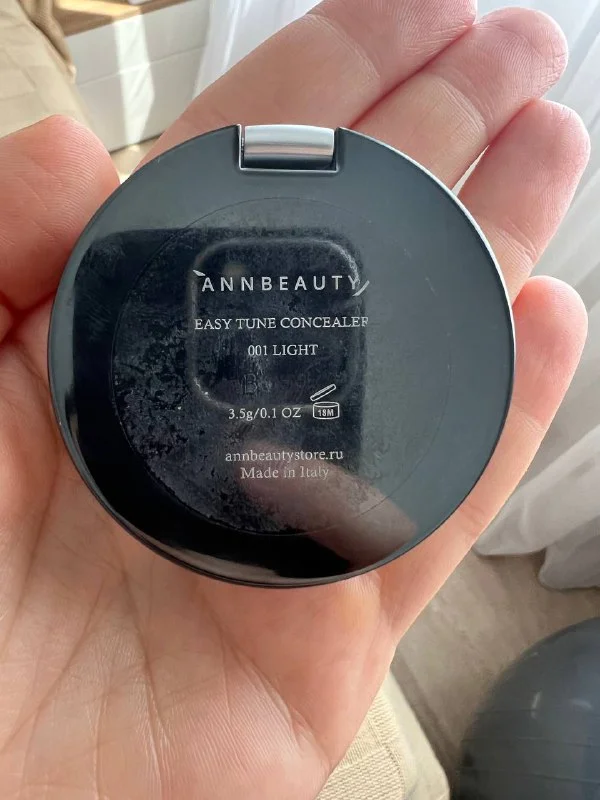 ANNBEAUTY
EASY TUNE CONCEALER
001 LIGHT
3.5g/0.1 OZ 18M
annbeautystore.ru
Made in Italy